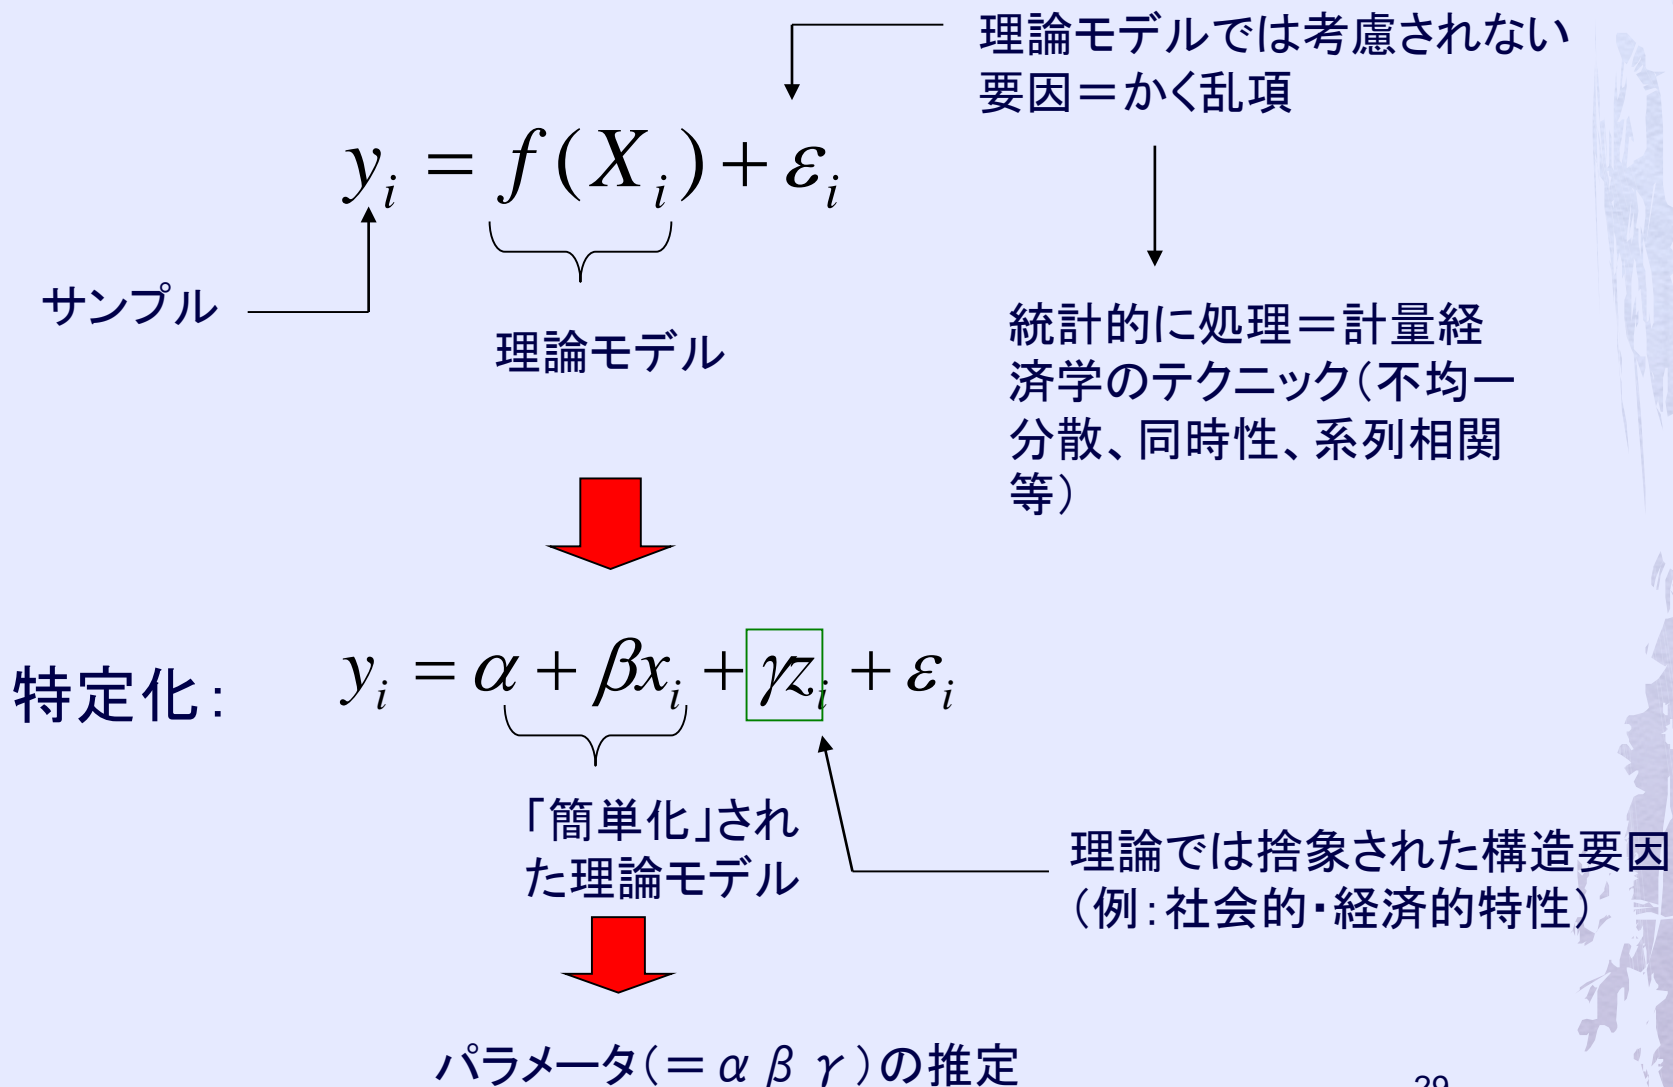 理論モデルでは考慮されない
要因＝かく乱項
y_i = f(X_i) + ε_i
サンプル
理論モデル
統計的に処理＝計量経
済学のテクニック（不均一
分散、同時性、系列相関
等）
特定化： y_i = α + βx_i + γz_i + ε_i
「簡単化」され
た理論モデル
理論では捨象された構造要因
（例：社会的・経済的特性）
パラメータ（＝α β γ）の推定
29